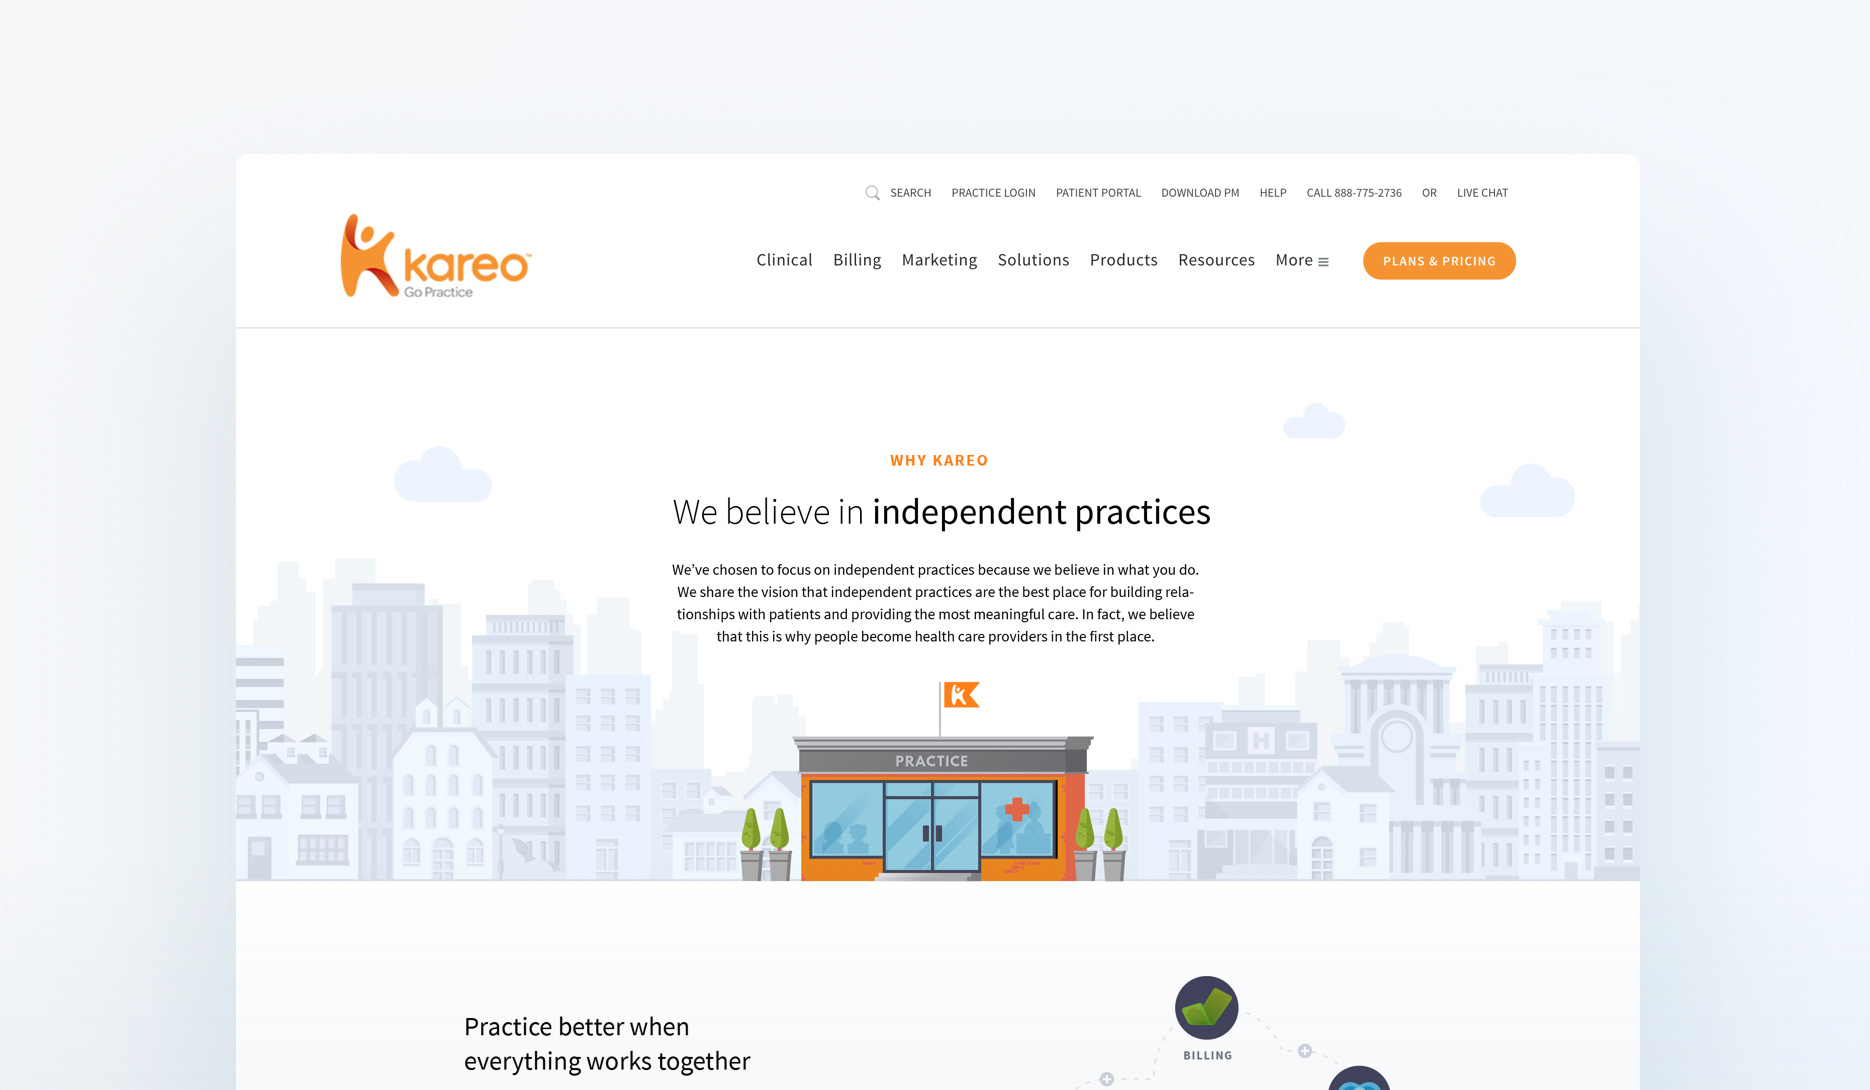 SEARCH PRACTICE LOGIN PATIENT PORTAL DOWNLOAD PM HELP CALL 888-775-2736 OR LIVE CHAT
kareo™
Go Practice
Clinical Billing Marketing Solutions Products Resources More PLANS & PRICING
WHY KAREO
We believe in independent practices
We’ve chosen to focus on independent practices because we believe in what you do.
We share the vision that independent practices are the best place for building rela-
tionships with patients and providing the most meaningful care. In fact, we believe
that this is why people become health care providers in the first place.
H
PRACTICE
Practice better when
everything works together
BILLING